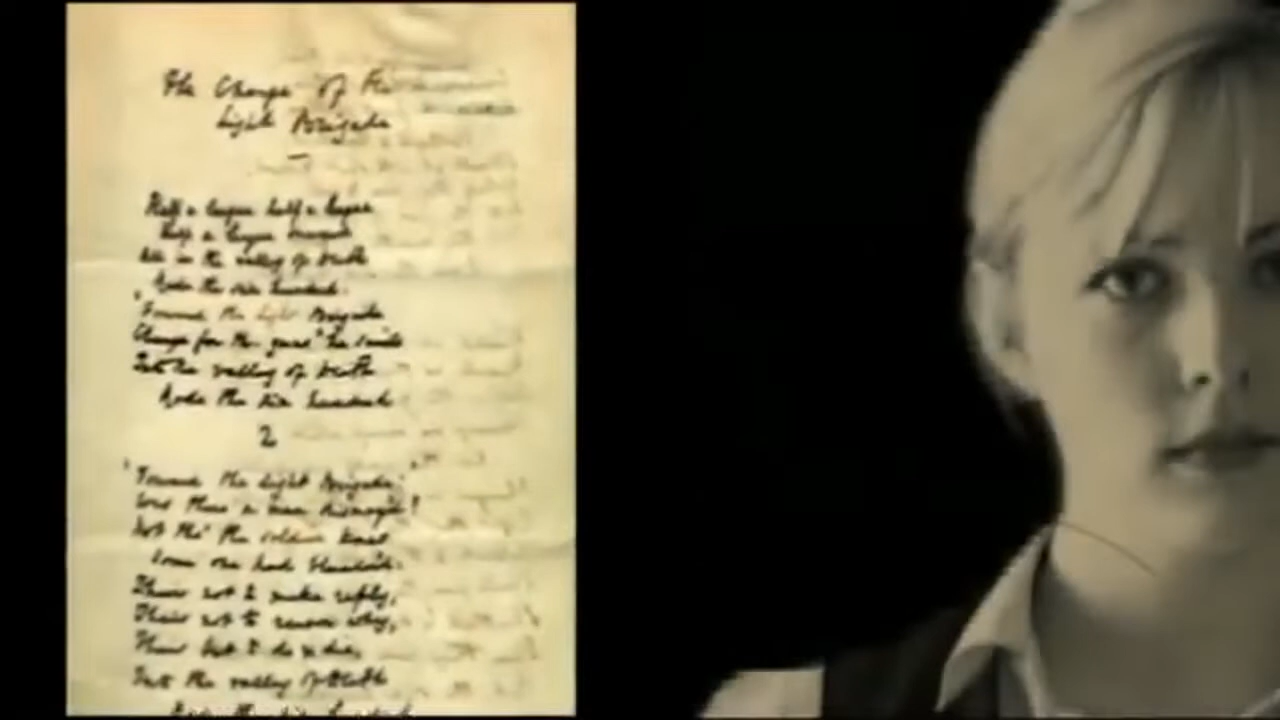 The Charge of the
Light Brigade
Half a league half a league
Half a league onward
All in the valley of Death
Rode the six hundred.
"Forward the Light Brigade
Charge for the guns" he said
Into the valley of Death
Rode the six hundred
2
"Forward the Light Brigade."
Was there a man dismay'd?
Not tho' the soldier knew
Some one had blunder'd:
Their's not to make reply,
Their's not to reason why,
Their but to do & die,
Into the valley of Death
Rode the six hundred